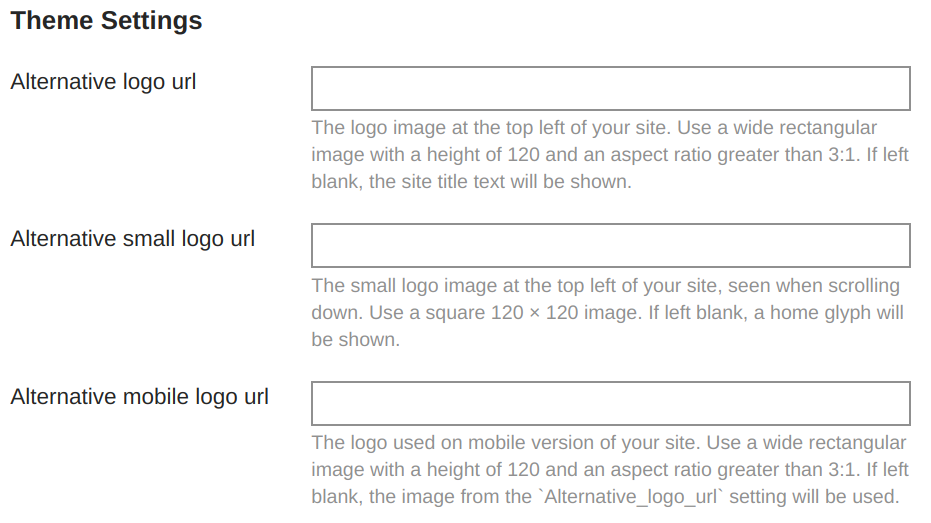 Theme Settings
Alternative logo url
The logo image at the top left of your site. Use a wide rectangular
image with a height of 120 and an aspect ratio greater than 3:1. If left
blank, the site title text will be shown.
Alternative small logo url
The small logo image at the top left of your site, seen when scrolling
down. Use a square 120 × 120 image. If left blank, a home glyph will
be shown.
Alternative mobile logo url
The logo used on mobile version of your site. Use a wide rectangular
image with a height of 120 and an aspect ratio greater than 3:1. If left
blank, the image from the `Alternative_logo_url` setting will be used.